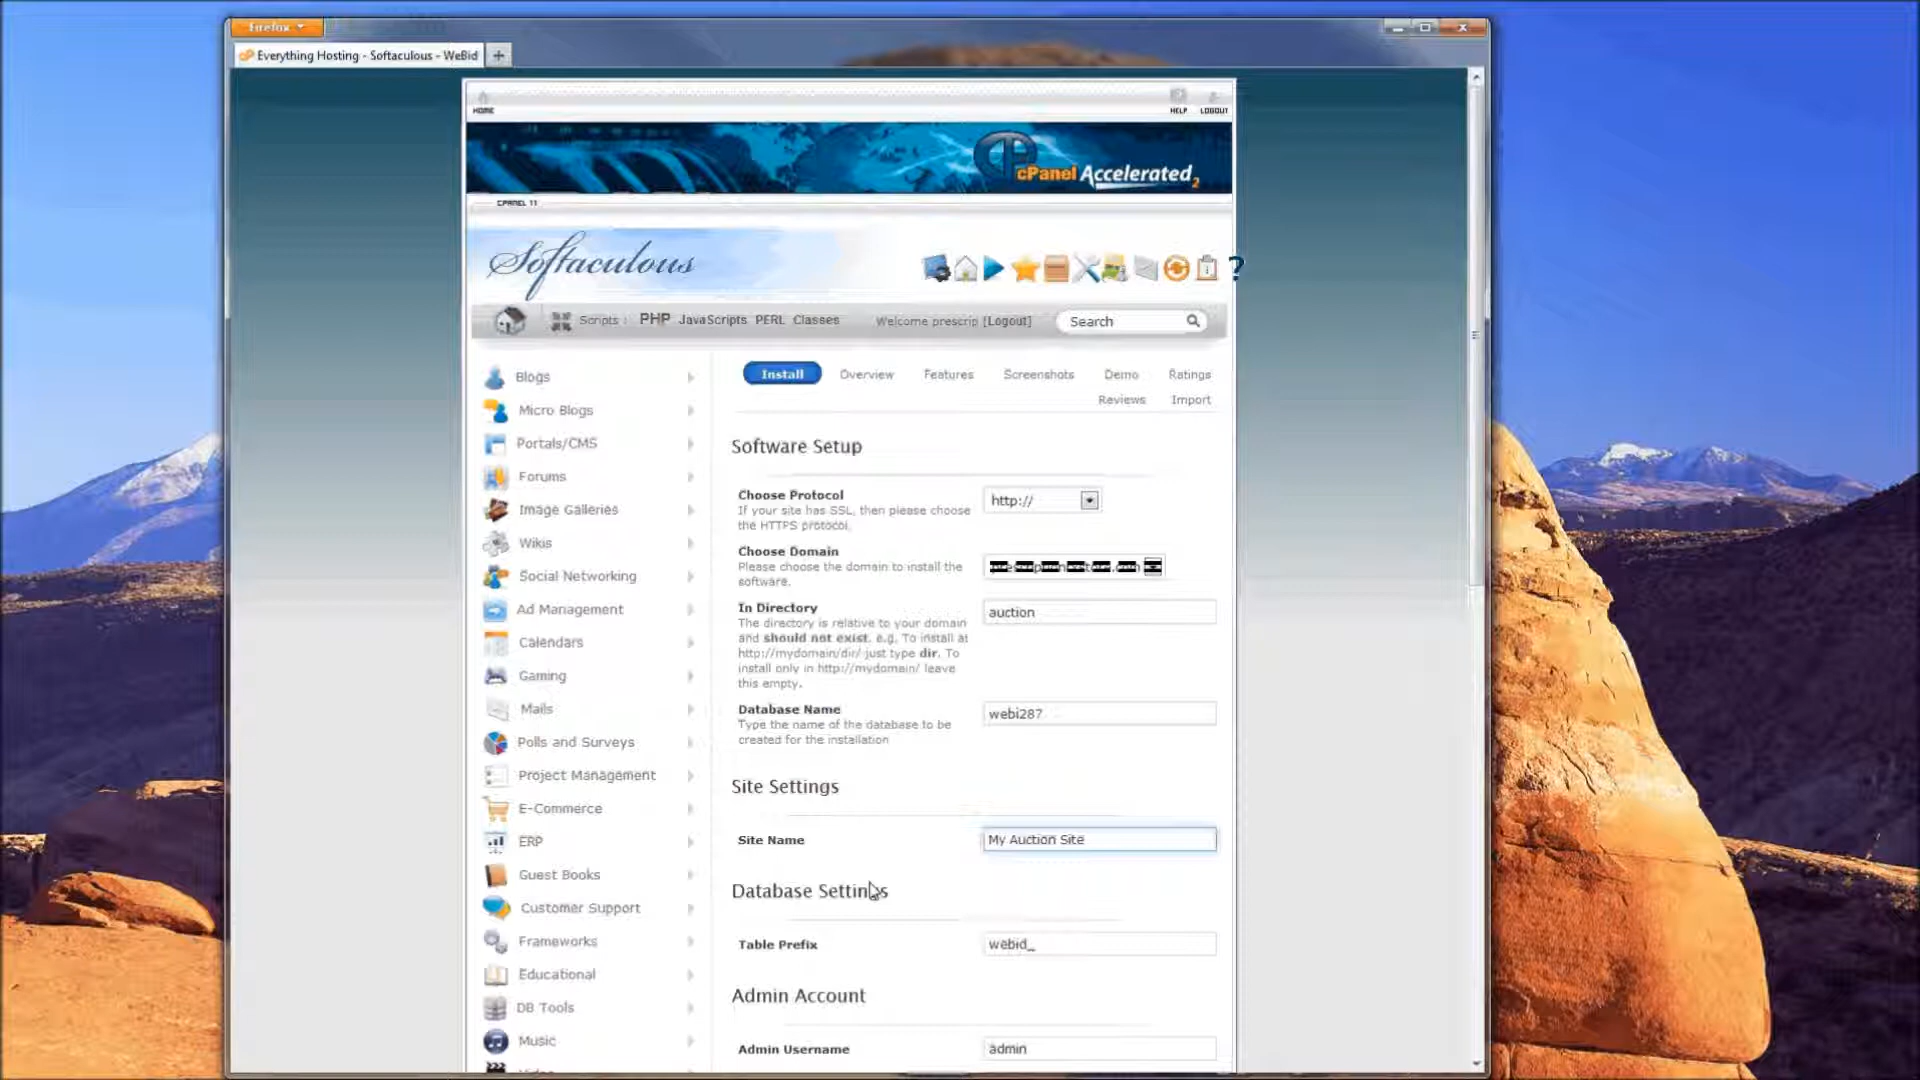 Firefox
Everything Hosting - Softaculous - WeBid
HOME
HELP LOGOUT
cPanel Accelerated2
CPANEL 11
Softaculous
?
Scripts : PHP JavaScripts PERL Classes Welcome prescrip [Logout] Search
Install Overview Features Screenshots Demo Ratings
Reviews Import
Blogs
Micro Blogs
Portals/CMS
Forums
Image Galleries
Wikis
Social Networking
Ad Management
Calendars
Gaming
Mails
Polls and Surveys
Project Management
E-Commerce
ERP
Guest Books
Customer Support
Frameworks
Educational
DB Tools
Music
Software Setup
Choose Protocol
If your site has SSL, then please choose
the HTTPS protocol.
http://
Choose Domain
Please choose the domain to install the
software.
In Directory
The directory is relative to your domain
and should not exist. e.g. To install at
http://mydomain/dir/ just type dir. To
install only in http://mydomain/ leave
this empty.
auction
Database Name
Type the name of the database to be
created for the installation
webi287
Site Settings
Site Name
My Auction Site
Database Settings
Table Prefix
webid_
Admin Account
Admin Username
admin